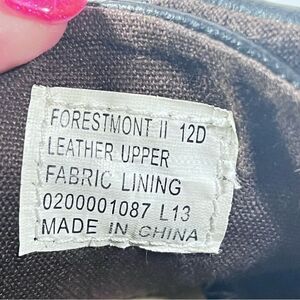 FORESTMONT II 12D
LEATHER UPPER
FABRIC LINING
0200001087 L13
MADE IN CHINA